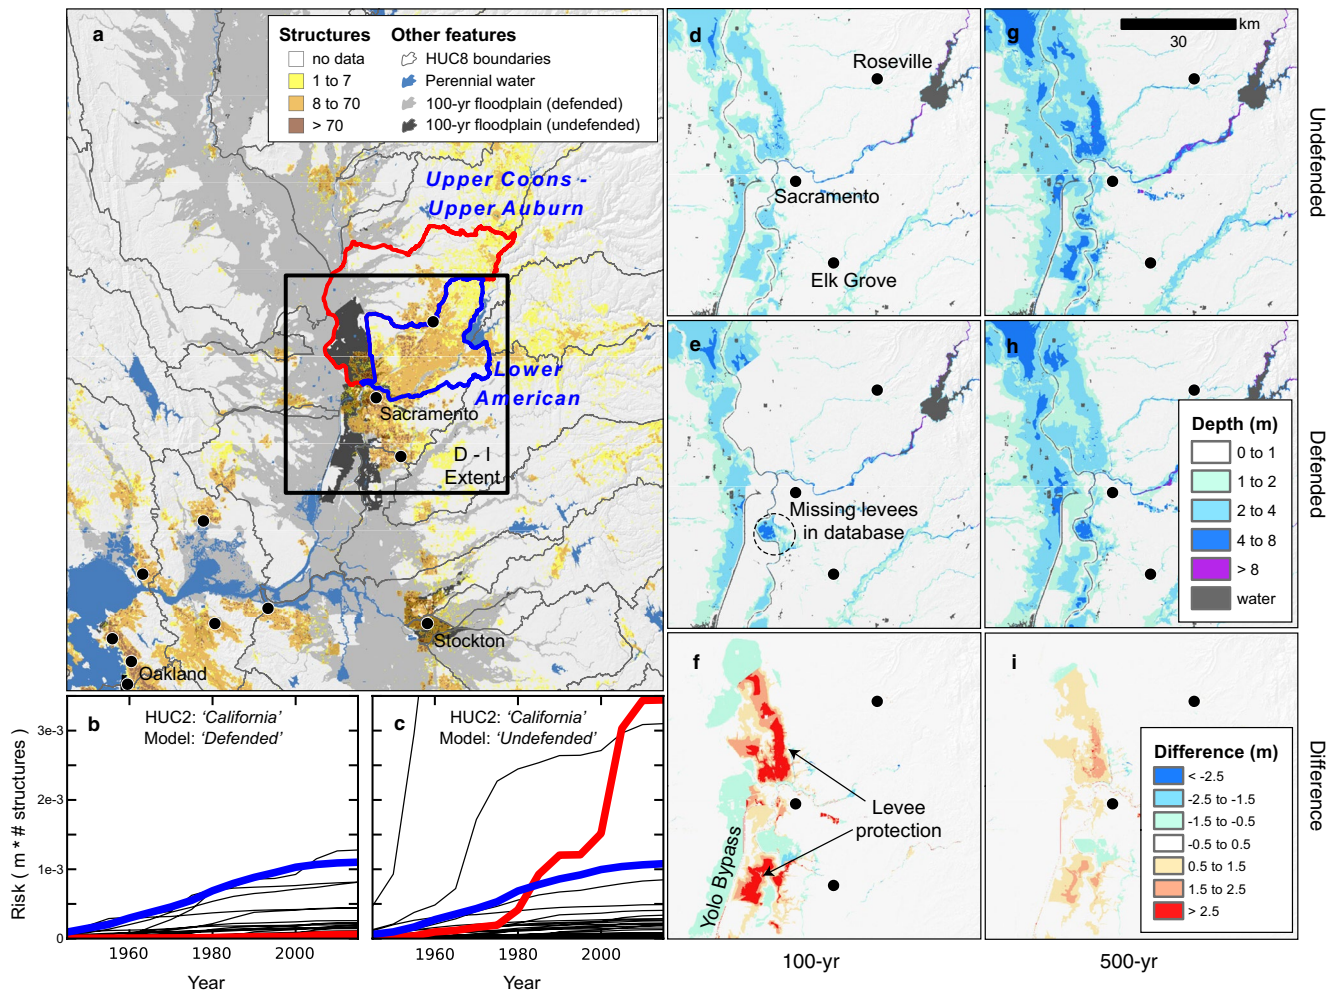 a
Structures
no data
1 to 7
8 to 70
> 70
Other features
HUC8 boundaries
Perennial water
100-yr floodplain (defended)
100-yr floodplain (undefended)
Upper Coons -
Upper Auburn
Lower
American
Sacramento
D - I
Extent
Stockton
Oakland
b
HUC2: ‘California’
Model: ‘Defended’
c
HUC2: ‘California’
Model: ‘Undefended’
Risk ( m * # structures )
3e-3
2e-3
1e-3
0
1960
1980
2000
Year
1960
1980
2000
Year
d
Roseville
Sacramento
Elk Grove
g
km
30
Undefended
e
Missing levees
in database
h
Depth (m)
0 to 1
1 to 2
2 to 4
4 to 8
> 8
water
Defended
f
Levee
protection
Yolo Bypass
i
Difference (m)
< -2.5
-2.5 to -1.5
-1.5 to -0.5
-0.5 to 0.5
0.5 to 1.5
1.5 to 2.5
> 2.5
Difference
100-yr
500-yr